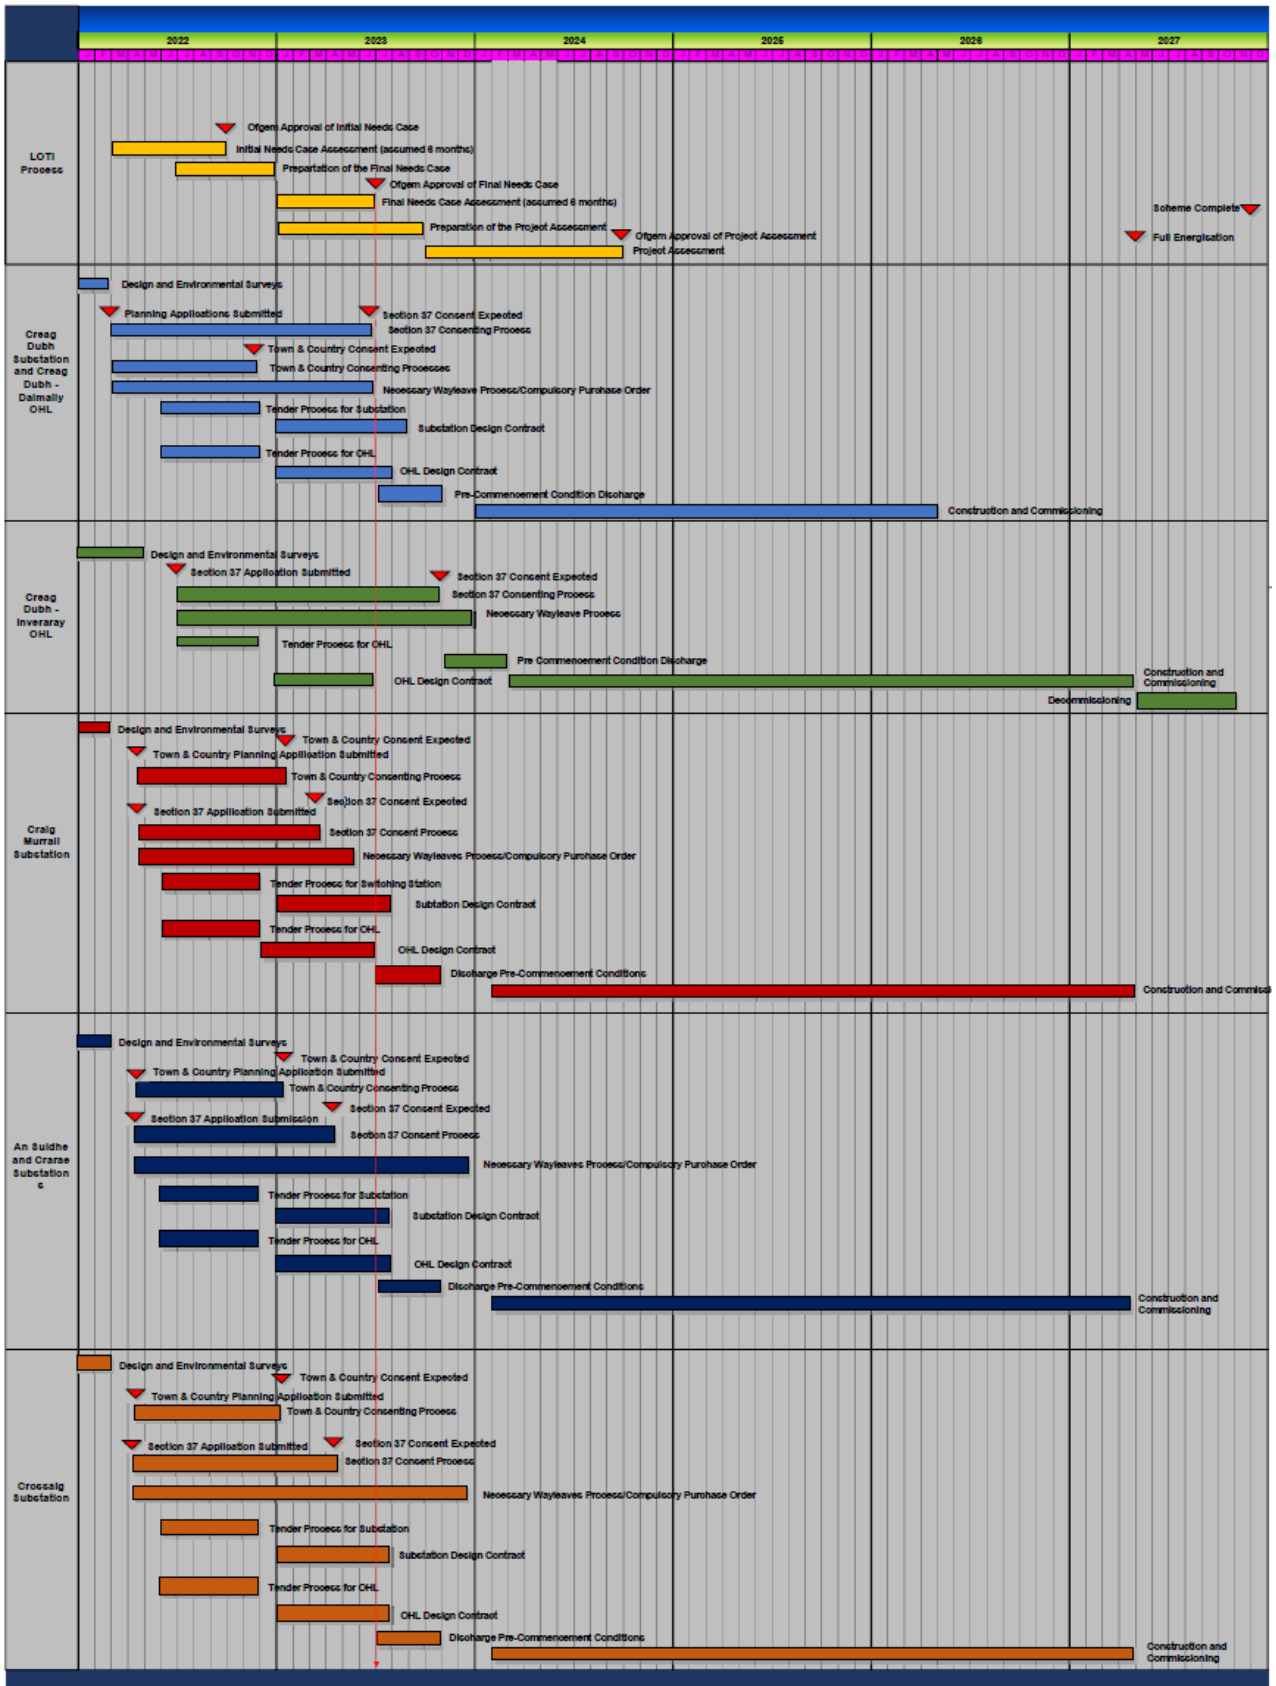 2022 2023 2024 2025 2026 2027
J F M A M J J A S O N D J F M A M J J A S O N D J F M A M J J A S O N D J F M A M J J A S O N D J F M A M J J A S O N D
LOTI
Process
Ofgem Approval of Initial Needs Case
Initial Needs Case Assessment (assumed 6 months)
Prepartation of the Final Needs Case
Ofgem Approval of Final Needs Case
Final Needs Case Assessment (assumed 6 months)
Scheme Complete
Preparation of the Project Assessment
Ofgem Approval of Project Assessment
Full Energisation
Project Assessment
Creag
Dubh
Substation
and Creag
Dubh -
Dalmally
OHL
Design and Environmental Surveys
Planning Applications Submitted
Section 37 Consent Expected
Section 37 Consenting Process
Town & Country Consent Expected
Town & Country Consenting Processes
Necessary Wayleave Process/Compulsory Purchase Order
Tender Process for Substation
Substation Design Contract
Tender Process for OHL
OHL Design Contract
Pre-Commencement Condition Discharge
Construction and Commissioning
Creag
Dubh -
Inveraray
OHL
Design and Environmental Surveys
Section 37 Application Submitted
Section 37 Consent Expected
Section 37 Consenting Process
Necessary Wayleave Process
Tender Process for OHL
Pre Commencement Condition Discharge
OHL Design Contract
Construction and
Commissioning
Decommissioning
Craig
Murrail
Substation
Design and Environmental Surveys
Town & Country Consent Expected
Town & Country Planning Application Submitted
Town & Country Consenting Process
Section 37 Consent Expected
Section 37 Application Submitted
Section 37 Consent Process
Necessary Wayleaves Process/Compulsory Purchase Order
Tender Process for Switching Station
Subtation Design Contract
Tender Process for OHL
OHL Design Contract
Discharge Pre-Commencement Conditions
Construction and Commissi
An Suidhe
and Crarae
Substation
s
Design and Environmental Surveys
Town & Country Consent Expected
Town & Country Planning Application Submitted
Town & Country Consenting Process
Section 37 Consent Expected
Section 37 Application Submission
Section 37 Consent Process
Necessary Wayleaves Process/Compulsory Purchase Order
Tender Process for Substation
Substation Design Contract
Tender Process for OHL
OHL Design Contract
Discharge Pre-Commencement Conditions
Construction and
Commissioning
Crossaig
Substation
Design and Environmental Surveys
Town & Country Consent Expected
Town & Country Planning Application Submitted
Town & Country Consenting Process
Section 37 Application Submitted
Section 37 Consent Expected
Section 37 Consent Process
Necessary Wayleaves Process/Compulsory Purchase Order
Tender Process for Substation
Substation Design Contract
Tender Process for OHL
OHL Design Contract
Discharge Pre-Commencement Conditions
Construction and
Commissioning